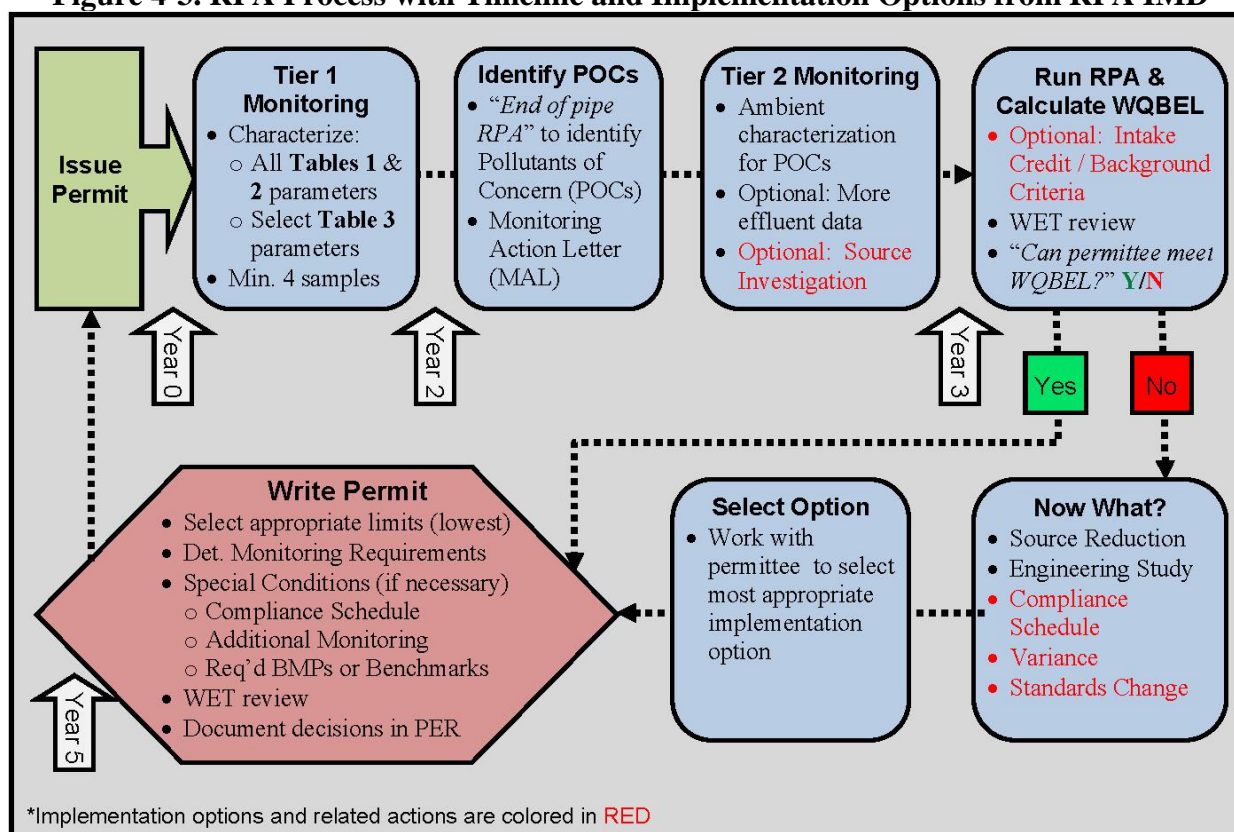 Figure RPA Process with Timeline and Implementation Options from RPA IMD
Issue
Permit
Tier 1
Monitoring
• Characterize:
o All Tables 1 &
2 parameters
o Select Table 3
parameters
• Min. 4 samples
Identify POCs
• “End of pipe
RPA” to identify
Pollutants of
Concern (POCs)
• Monitoring
Action Letter
(MAL)
Tier 2 Monitoring
• Ambient
characterization
for POCs
• Optional: More
effluent data
• Optional: Source
Investigation
Run RPA &
Calculate WQBEL
• Optional: Intake
Credit / Background
Criteria
• WET review
• “Can permittee meet
WQBEL?” Y/N
Year 0
Year 2
Year 3
Yes
No
Write Permit
• Select appropriate limits (lowest)
• Det. Monitoring Requirements
• Special Conditions (if necessary)
o Compliance Schedule
o Additional Monitoring
o Req’d BMPs or Benchmarks
• WET review
• Document decisions in PER
Select Option
• Work with
permittee to select
most appropriate
implementation
option
Now What?
• Source Reduction
• Engineering Study
• Compliance
Schedule
• Variance
• Standards Change
Year 5
*Implementation options and related actions are colored in RED